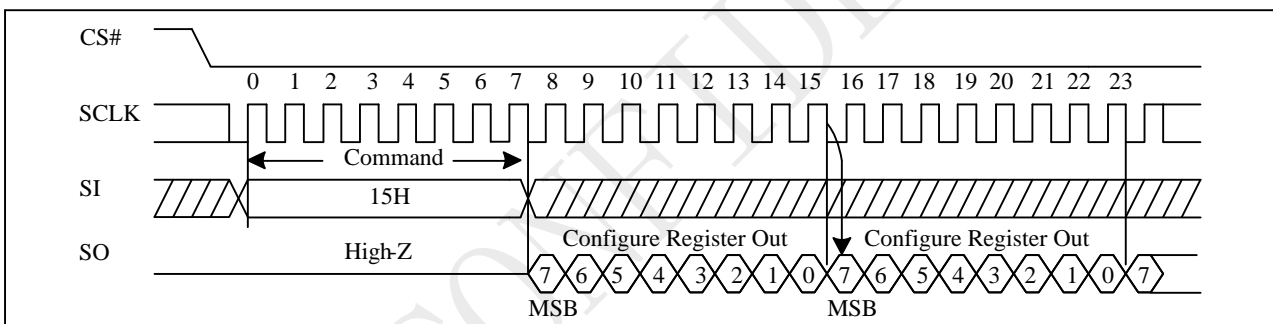 CS#
0 1 2 3 4 5 6 7 8 9 10 11 12 13 14 15 16 17 18 19 20 21 22 23
SCLK
Command
SI
15H
SO
High-Z
Configure Register Out
Configure Register Out
7 6 5 4 3 2 1 0 7 6 5 4 3 2 1 0 7
MSB
MSB